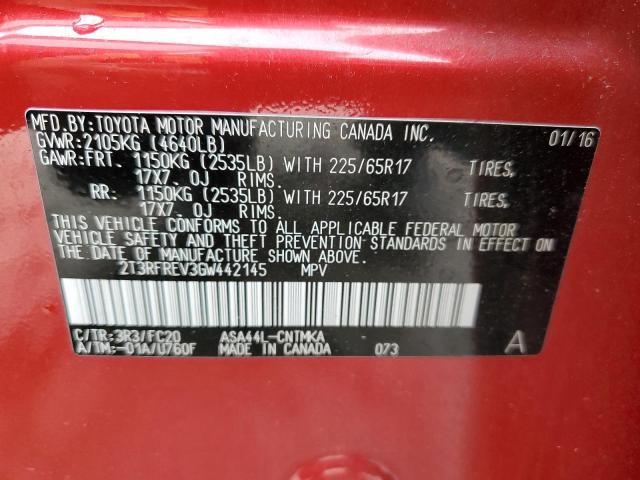 MFD.BY:TOYOTA MOTOR MANUFACTURING CANADA INC. 01/16
GVWR:2105KG (4640LB)
GAWR:FRT. 1150KG (2535LB) WITH 225/65R17 TIRES,
17X7.0J RIMS.
RR: 1150KG (2535LB) WITH 225/65R17 TIRES,
17X7.0J RIMS.
THIS VEHICLE CONFORMS TO ALL APPLICABLE FEDERAL MOTOR
VEHICLE SAFETY AND THEFT PREVENTION STANDARDS IN EFFECT ON
THE DATE OF MANUFACTURE SHOWN ABOVE.
2T3RFREV3GW442145 MPV
C/TR:3R3/FC20 ASA44L-CNTMKA
A/TM:-01A/U760F MADE IN CANADA 073 A